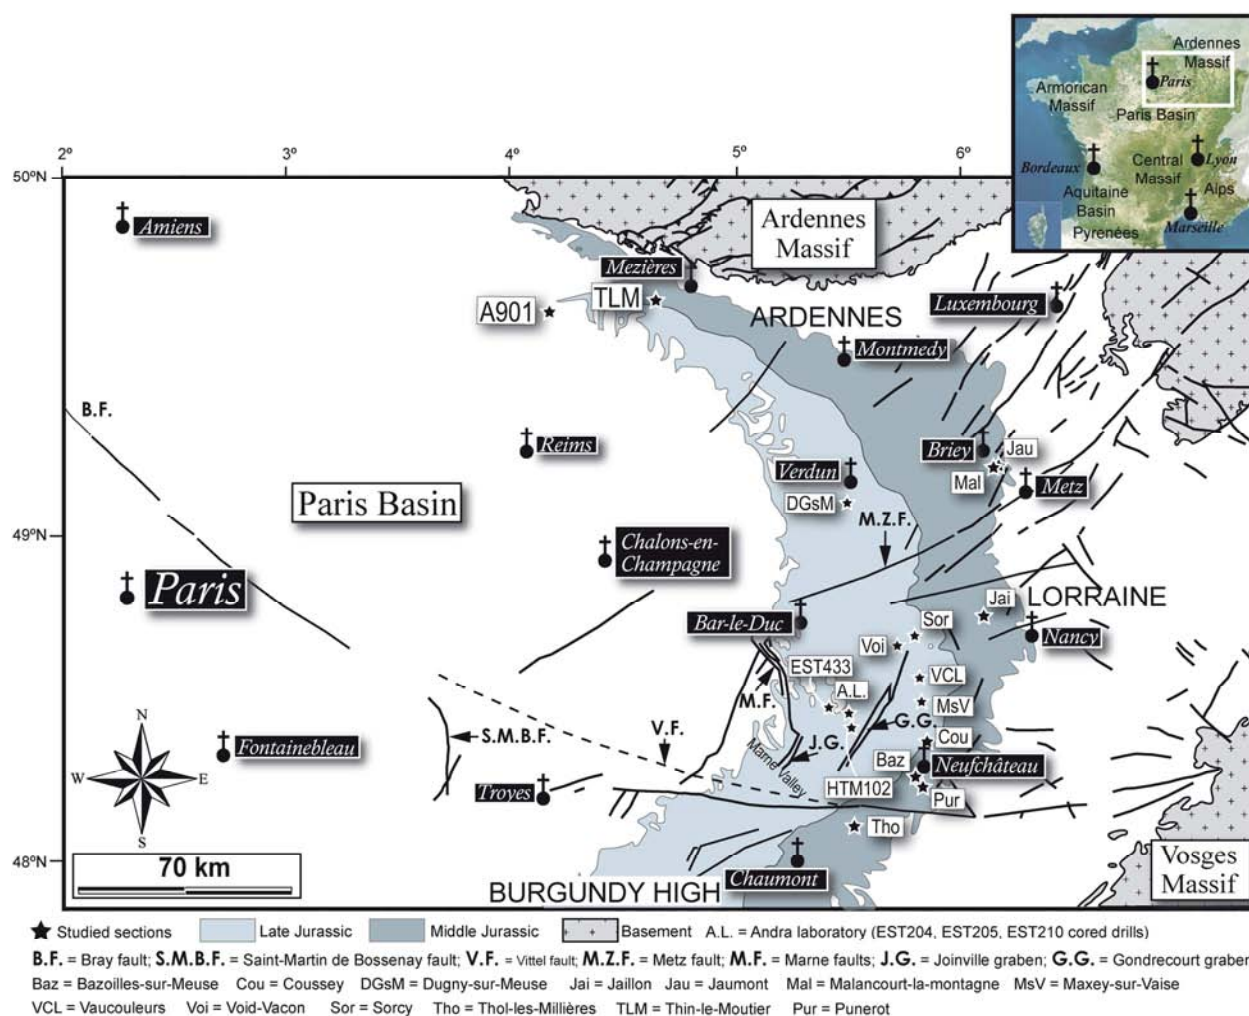 Ardennes
Massif
Paris
Armorican
Massif
Paris Basin
Bordeaux
Central
Massif
Lyon
Aquitaine
Basin
Alps
Pyrenées
Marseille
2°
3°
4°
5°
6°
50°N
Amiens
Ardennes
Massif
Mezières
A901
TLM
Luxembourg
ARDENNES
Montmedy
B.F.
Reims
Briey
Jau
Verdun
Mal
Metz
Paris Basin
DGsM
M.Z.F.
49°N
Chalons-en-
Champagne
Paris
Jai
LORRAINE
Bar-le-Duc
Sor
Nancy
Voi
EST433
VCL
A.L.
M.F.
MsV
G.G.
N
S.M.B.F.
V.F.
J.G.
Cou
Fontainebleau
Marne Valley
Baz
Neufchâteau
W
E
Troyes
HTM102
Pur
S
Tho
48°N
70 km
Chaumont
Vosges
Massif
BURGUNDY HIGH
Studied sections Late Jurassic Middle Jurassic Basement A.L. = Andra laboratory (EST204, EST205, EST210 cored drills)
B.F. = Bray fault; S.M.B.F. = Saint-Martin de Bossenay fault; V.F. = Vittel fault; M.Z.F. = Metz fault; M.F. = Marne faults; J.G. = Joinville graben; G.G. = Gondrecourt graben
Baz = Bazoilles-sur-Meuse Cou = Coussey DGsM = Dugny-sur-Meuse Jai = Jaillon Jau = Jaumont Mal = Malancourt-la-montagne MsV = Maxey-sur-Vaise
VCL = Vaucouleurs Voi = Void-Vacon Sor = Sorcy Tho = Thol-les-Millières TLM = Thin-le-Moutier Pur = Punerot